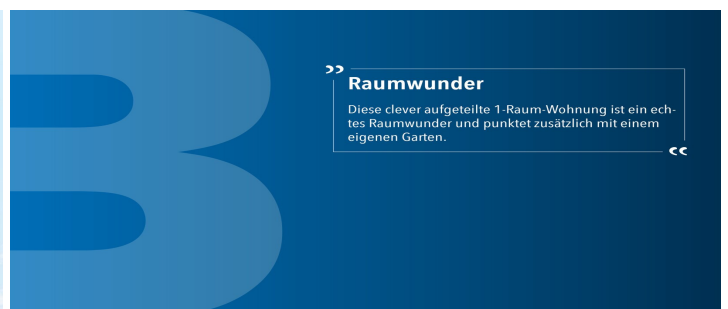 B
»
Raumwunder
Diese clever aufgeteilte 1-Raum-Wohnung ist ein ech-
tes Raumwunder und punktet zusätzlich mit einem
eigenen Garten.
«